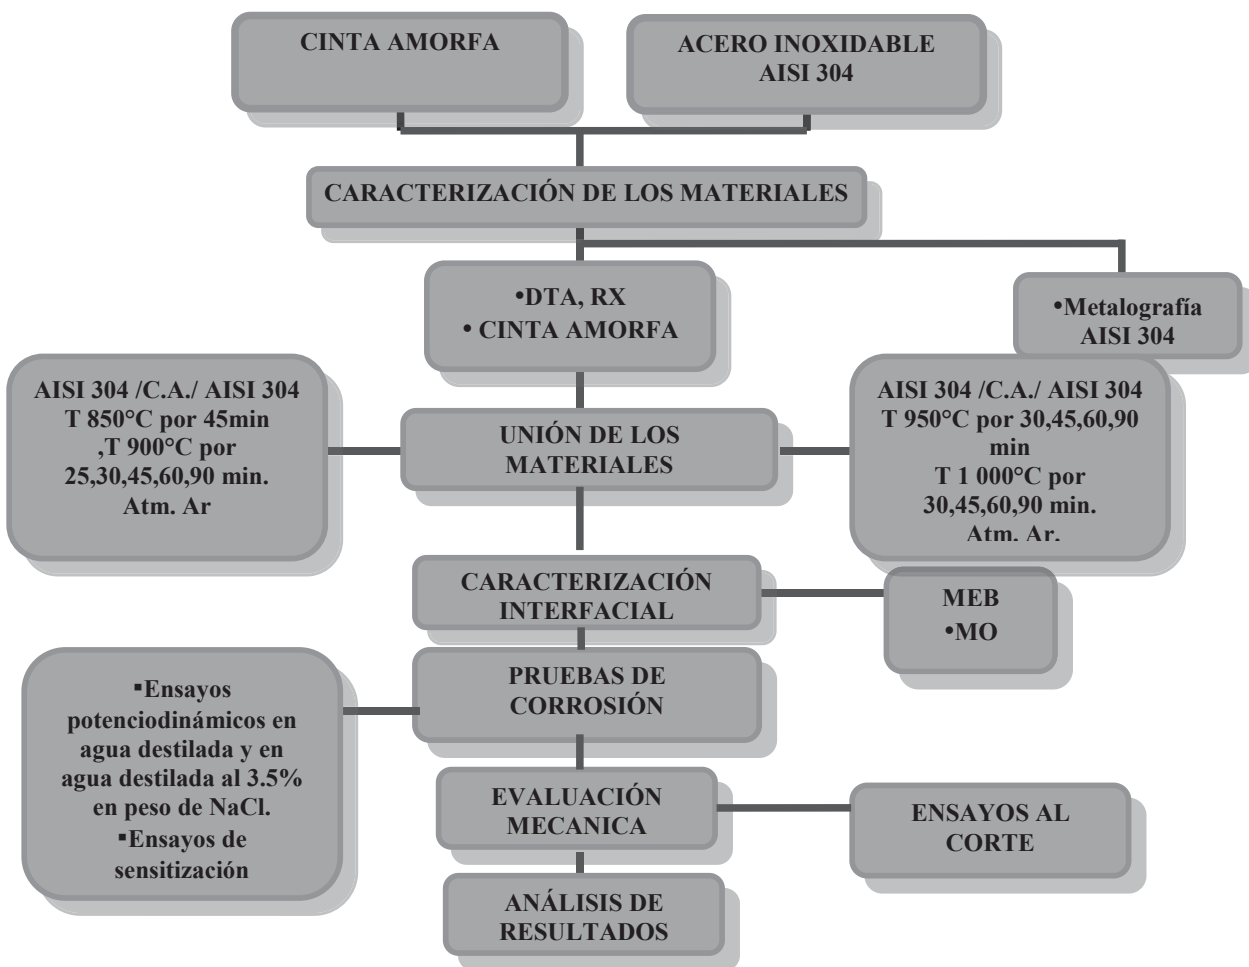 CINTA AMORFA
ACERO INOXIDABLE
AISI 304
CARACTERIZACIÓN DE LOS MATERIALES
•DTA, RX
• CINTA AMORFA
•Metalografía
AISI 304
AISI 304 /C.A./ AISI 304
T 850°C por 45min
,T 900°C por
25,30,45,60,90 min.
Atm. Ar
UNIÓN DE LOS
MATERIALES
AISI 304 /C.A./ AISI 304
T 950°C por 30,45,60,90
min
T 1 000°C por
30,45,60,90 min.
Atm. Ar.
CARACTERIZACIÓN
INTERFACIAL
MEB
•MO
PRUEBAS DE
CORROSIÓN
▪Ensayos
potenciodinámicos en
agua destilada y en
agua destilada al 3.5%
en peso de NaCl.
▪Ensayos de
sensitización
EVALUACIÓN
MECANICA
ENSAYOS AL
CORTE
ANÁLISIS DE
RESULTADOS